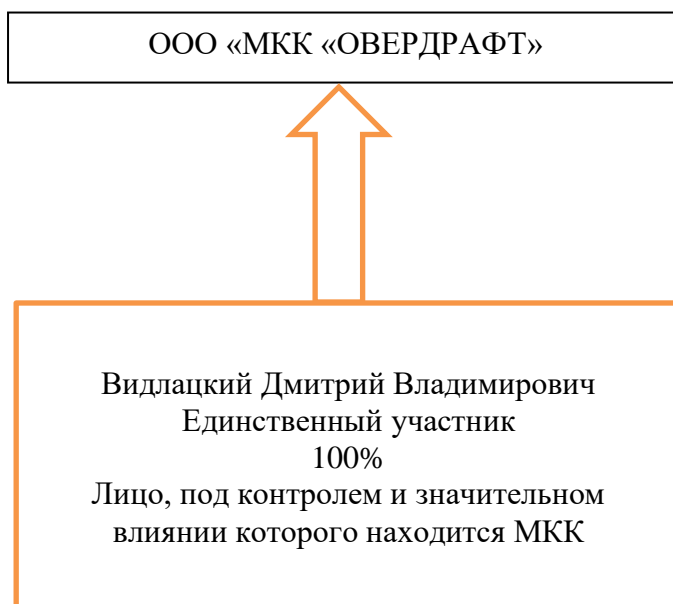 ООО «МКК «ОВЕРДРАФТ»
Видлацкий Дмитрий Владимирович
Единственный участник
100%
Лицо, под контролем и значительном
влиянии которого находится МКК